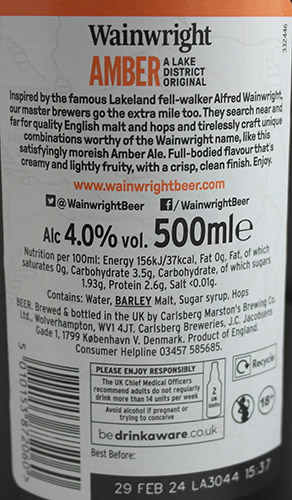 Wainwright
AMBER A LAKE DISTRICT ORIGINAL
332446
Inspired by the famous Lakeland fell-walker Alfred Wainwright,
our master brewers go the extra mile too. They search near and
far for quality English malt and hops and tirelessly craft unique
combinations worthy of the Wainwright name, like this
satisfyingly moreish Amber Ale. Full-bodied flavour that's
creamy and lightly fruity, with a crisp, clean finish. Enjoy.
www.wainwrightbeer.com
@WainwrightBeer f/WainwrightBeer
Alc 4.0% vol. 500ml e
Nutrition per 100ml: Energy 156kJ/37kcal, Fat 0g, Fat, of which
saturates 0g, Carbohydrate 3.5g, Carbohydrate, of which sugars
1.93g, Protein 2.6g, Salt <0.01g.
Contains: Water, BARLEY Malt, Sugar syrup, Hops
BEER. Brewed & bottled in the UK by Carlsberg Marston's Brewing Co.
Ltd., Wolverhampton, WV1 4JT. Carlsberg Breweries, J.C. Jacobsens
Gade 1, 1799 København V. Denmark. Product of England.
Consumer Helpline 03457 585685.
PLEASE ENJOY RESPONSIBLY
The UK Chief Medical Officers
recommend adults do not regularly
drink more than 14 units per week
Avoid alcohol if pregnant or
trying to conceive
2
UK Units
bedrinkaware.co.uk
Recycle
18+
Best Before:
29 FEB 24 LA3044 15:37